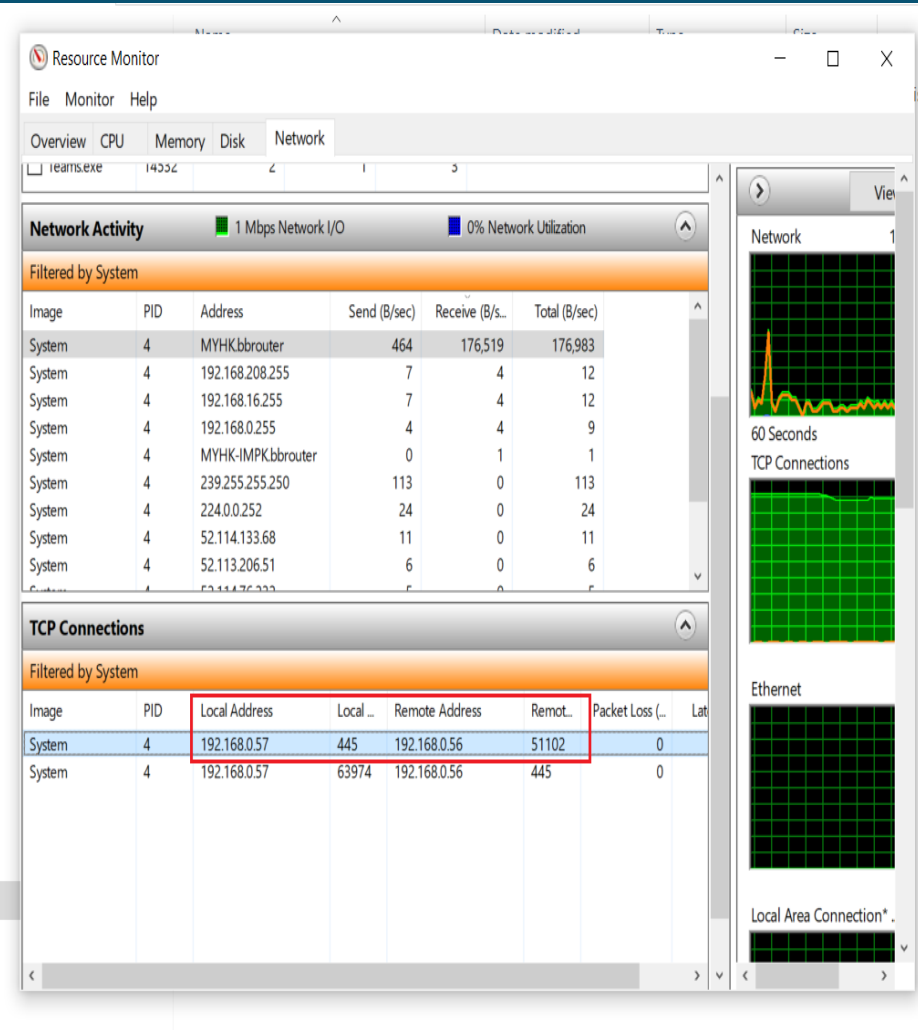 Name Date modified Type Size
Resource Monitor
File Monitor Help
Overview CPU Memory Disk Network
Teams.exe 14532 2 1 3
Network Activity 1 Mbps Network I/O 0% Network Utilization
Filtered by System
Image PID Address Send (B/sec) Receive (B/s... Total (B/sec)
System 4 MYHK.bbrouter 464 176,519 176,983
System 4 192.168.208.255 7 4 12
System 4 192.168.16.255 7 4 12
System 4 192.168.0.255 4 4 9
System 4 MYHK-IMPK.bbrouter 0 1 1
System 4 239.255.255.250 113 0 113
System 4 224.0.0.252 24 0 24
System 4 52.114.133.68 11 0 11
System 4 52.113.206.51 6 0 6
TCP Connections
Filtered by System
Image PID Local Address Local ... Remote Address Remot... Packet Loss (... Lat
System 4 192.168.0.57 445 192.168.0.56 51102 0
System 4 192.168.0.57 63974 192.168.0.56 445 0
View
Network 1
60 Seconds
TCP Connections
Ethernet
Local Area Connection* .